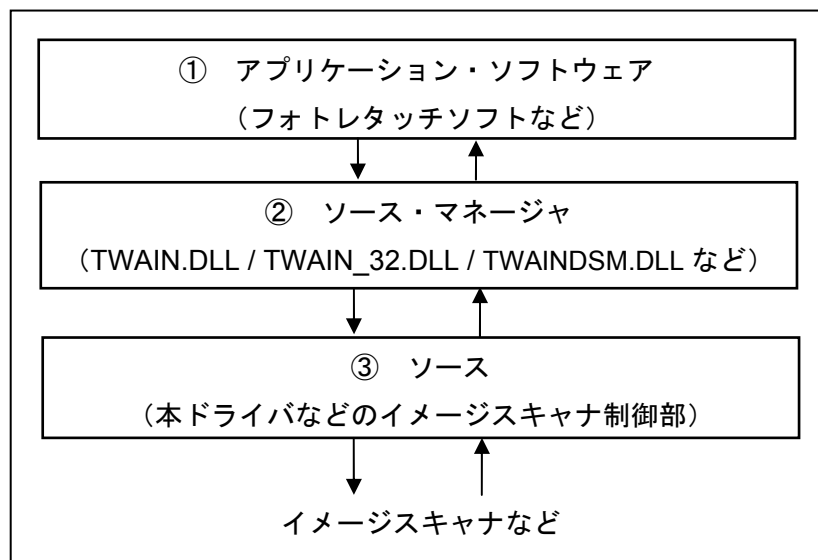 ① アプリケーション・ソフトウェア
（フォトレタッチソフトなど）
② ソース・マネージャ
（TWAIN.DLL / TWAIN_32.DLL / TWAINDSM.DLL など）
③ ソース
（本ドライバなどのイメージスキャナ制御部）
イメージスキャナなど